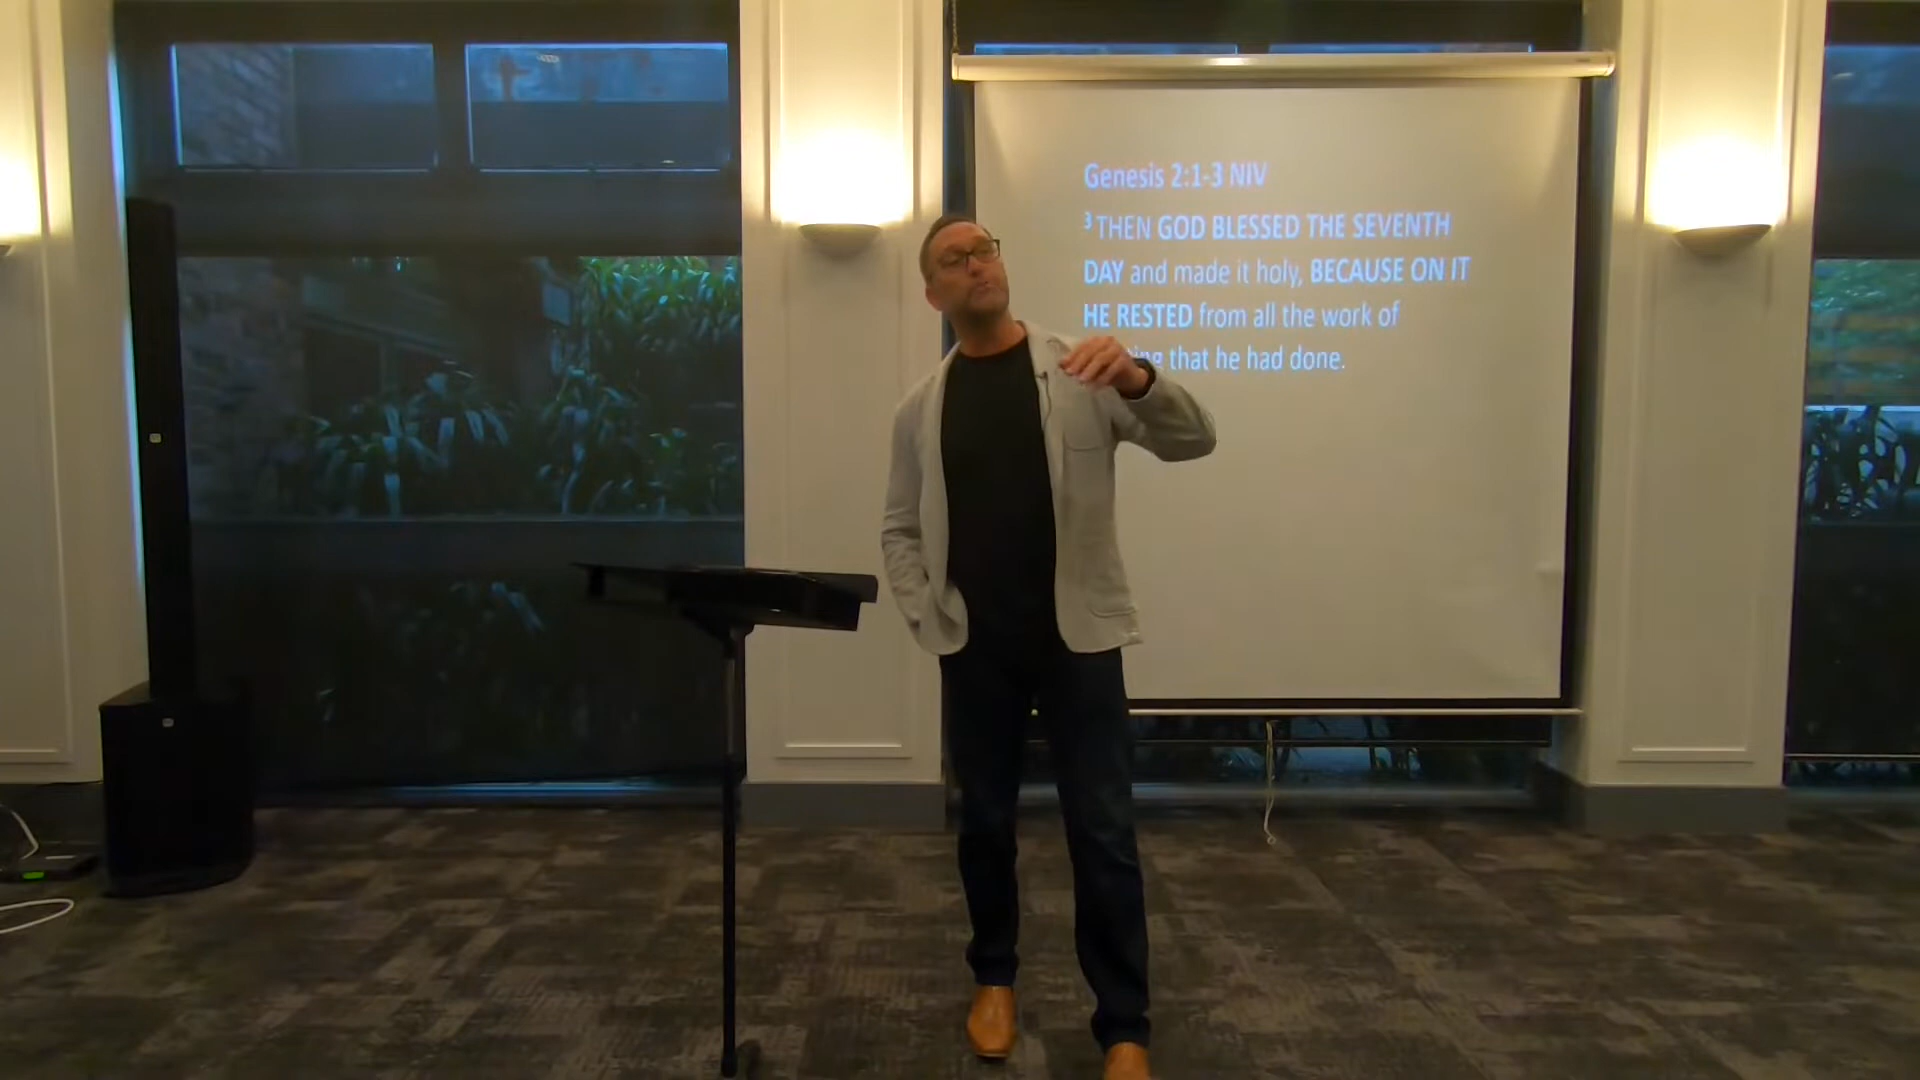 Genesis 2:1-3 NIV
3 THEN GOD BLESSED THE SEVENTH
DAY and made it holy, BECAUSE ON IT
HE RESTED from all the work of
that he had done.